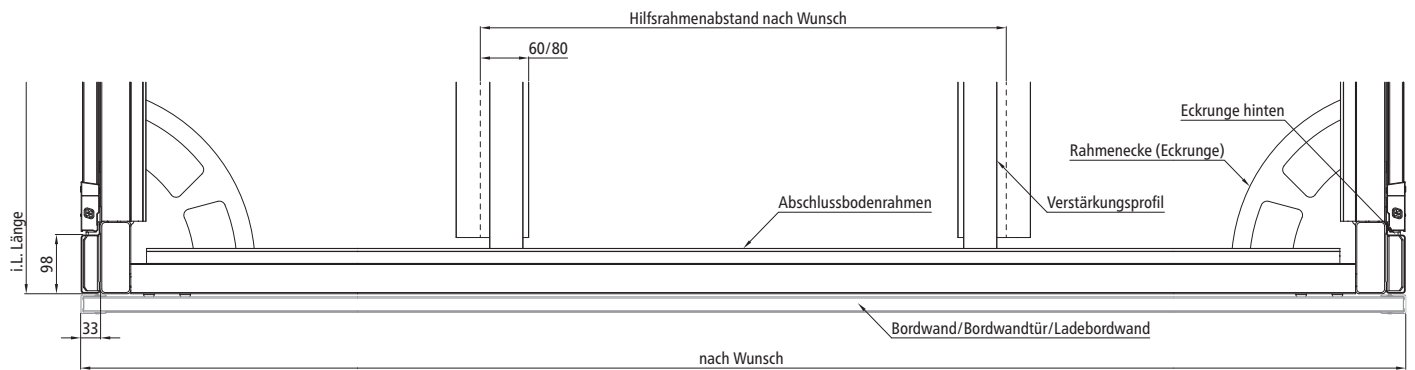 Hilfsrahmenabstand nach Wunsch
60/80
Eckrunge hinten
Rahmenecke (Eckrunge)
Abschlussbodenrahmen
Verstärkungsprofil
i.L. Länge
98
33
Bordwand/Bordwandtür/Ladebordwand
nach Wunsch